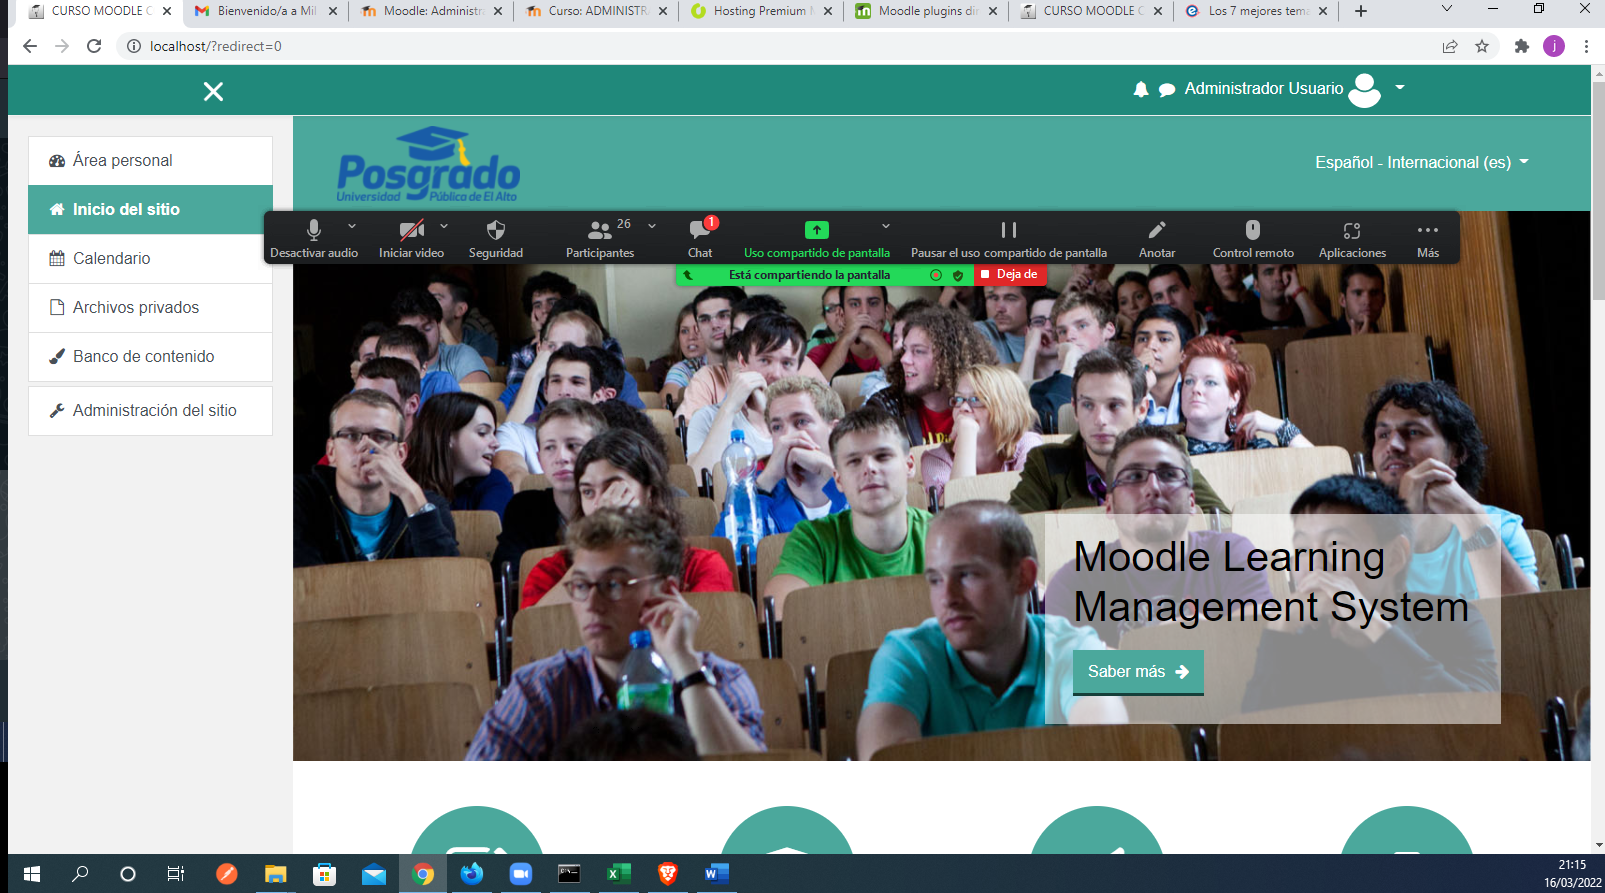 CURSO MOODLE C
Bienvenido/a a Mil
Moodle: Administra
Curso: ADMINISTRA
Hosting Premium M
Moodle plugins dir
CURSO MOODLE C
Los 7 mejores tema
localhost/?redirect=0
j
Administrador Usuario
Área personal
Inicio del sitio
Calendario
Archivos privados
Banco de contenido
Administración del sitio
Posgrado
Universidad Pública de El Alto
Español - Internacional (es)
Desactivar audio
Iniciar video
Seguridad
26
Participantes
1
Chat
Uso compartido de pantalla
Pausar el uso compartido de pantalla
Anotar
Control remoto
Aplicaciones
Más
Está compartiendo la pantalla
Deja de
Moodle Learning
Management System
Saber más
21:15
16/03/2022